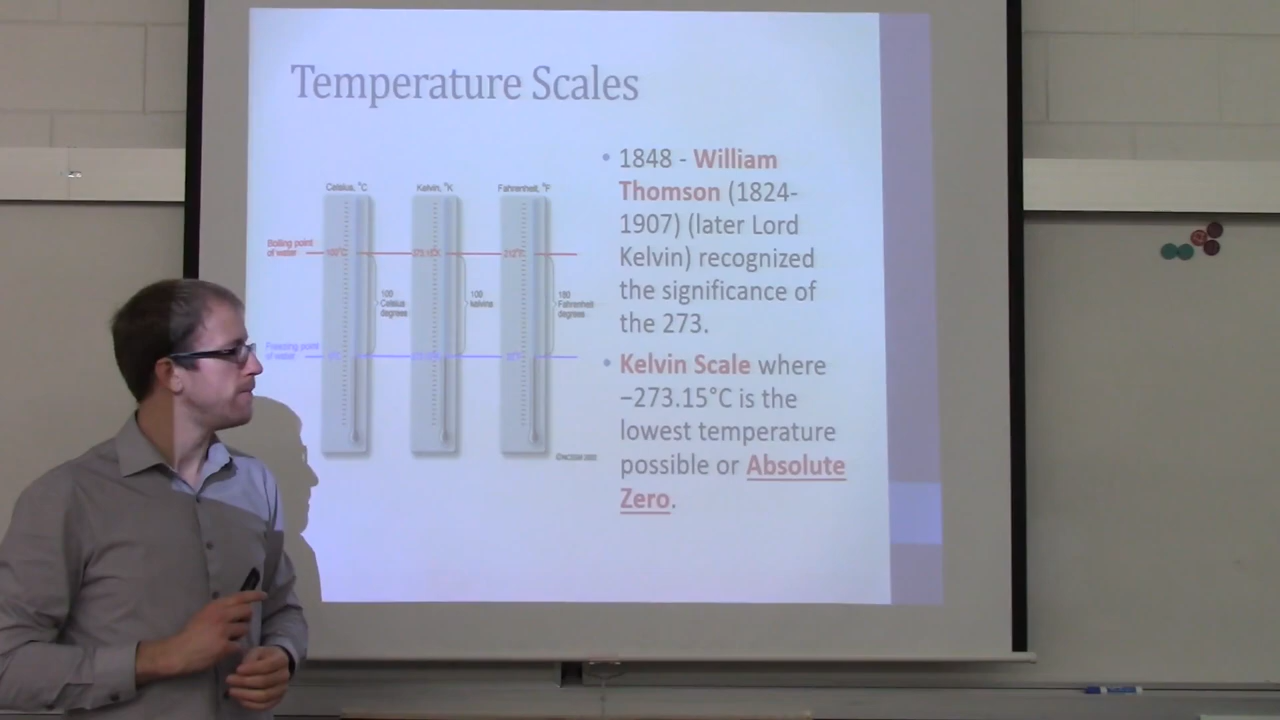 Temperature Scales
• 1848 - William
Thomson (1824-
1907) (later Lord
Kelvin) recognized
the significance of
the 273.
• Kelvin Scale where
−273.15°C is the
lowest temperature
possible or Absolute
Zero.
Celsius, °C
Kelvin, °K
Fahrenheit, °F
Boiling point
of water
100°C
373.15K
212°F
100
Celsius
degrees
100
kelvins
180
Fahrenheit
degrees
Freezing point
of water